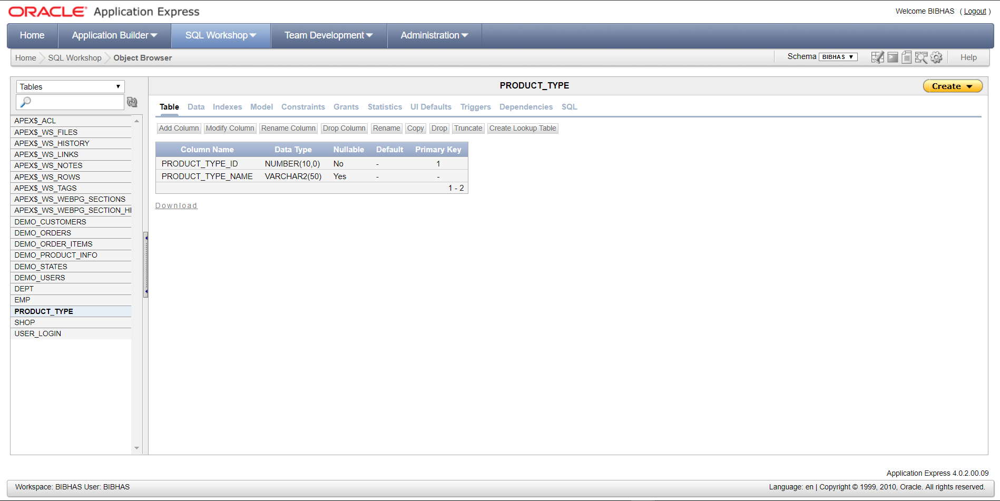 ORACLE® Application Express
Welcome BIBHAS ( Logout )
Home Application Builder SQL Workshop Team Development Administration
Home SQL Workshop Object Browser Schema BIBHAS Help
Tables
PRODUCT_TYPE
Create
Table Data Indexes Model Constraints Grants Statistics UI Defaults Triggers Dependencies SQL
Add Column Modify Column Rename Column Drop Column Rename Copy Drop Truncate Create Lookup Table
Column Name Data Type Nullable Default Primary Key
PRODUCT_TYPE_ID NUMBER(10,0) No - 1
PRODUCT_TYPE_NAME VARCHAR2(50) Yes - -
1 - 2
Download
APEX$_ACL
APEX$_WS_FILES
APEX$_WS_HISTORY
APEX$_WS_LINKS
APEX$_WS_NOTES
APEX$_WS_ROWS
APEX$_WS_TAGS
APEX$_WS_WEBPG_SECTIONS
APEX$_WS_WEBPG_SECTION_HI
DEMO_CUSTOMERS
DEMO_ORDERS
DEMO_ORDER_ITEMS
DEMO_PRODUCT_INFO
DEMO_STATES
DEMO_USERS
DEPT
EMP
PRODUCT_TYPE
SHOP
USER_LOGIN
Application Express 4.0.2.00.09
Workspace: BIBHAS User: BIBHAS
Language: en | Copyright © 1999, 2010, Oracle. All rights reserved.